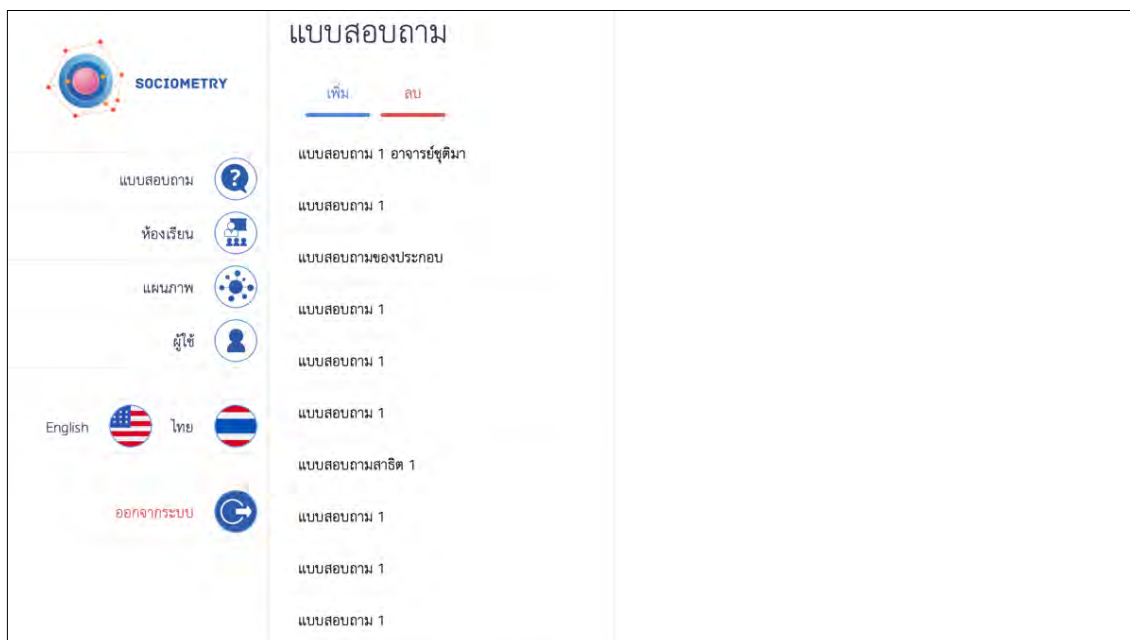 SOCIOMETRY
แบบสอบถาม
ห้องเรียน
แผนภาพ
ผู้ใช้
English ไทย
ออกจากระบบ
แบบสอบถาม
เพิ่ม ลบ
แบบสอบถาม 1 อาจารย์ชุติมา
แบบสอบถาม 1
แบบสอบถามของประกอบ
แบบสอบถาม 1
แบบสอบถาม 1
แบบสอบถาม 1
แบบสอบถามสาธิต 1
แบบสอบถาม 1
แบบสอบถาม 1
แบบสอบถาม 1